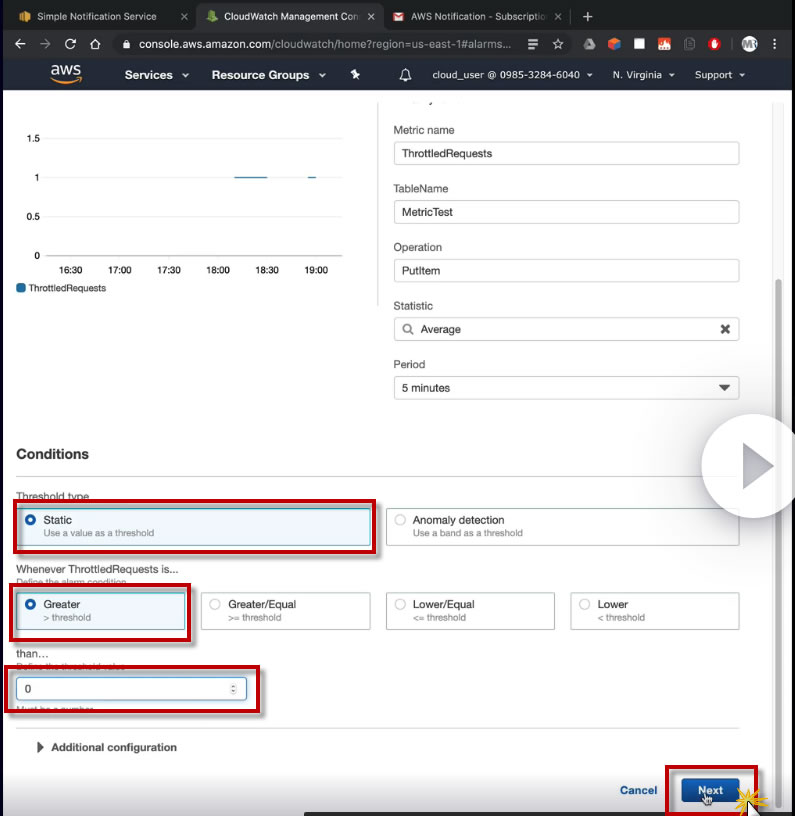 Simple Notification Service
CloudWatch Management Con
AWS Notification - Subscriptio
console.aws.amazon.com/cloudwatch/home?region=us-east-1#alarms...
aws
Services
Resource Groups
cloud_user @ 0985-3284-6040
N. Virginia
Support
1.5
1
0.5
0
16:30 17:00 17:30 18:00 18:30 19:00
ThrottledRequests
Metric name
ThrottledRequests
TableName
MetricTest
Operation
PutItem
Statistic
Average
Period
5 minutes
Conditions
Threshold type
Static
Use a value as a threshold
Anomaly detection
Use a band as a threshold
Whenever ThrottledRequests is...
Define the alarm condition
Greater
> threshold
Greater/Equal
>= threshold
Lower/Equal
<= threshold
Lower
< threshold
than...
Define the threshold value
0
Must be a number
Additional configuration
Cancel
Next